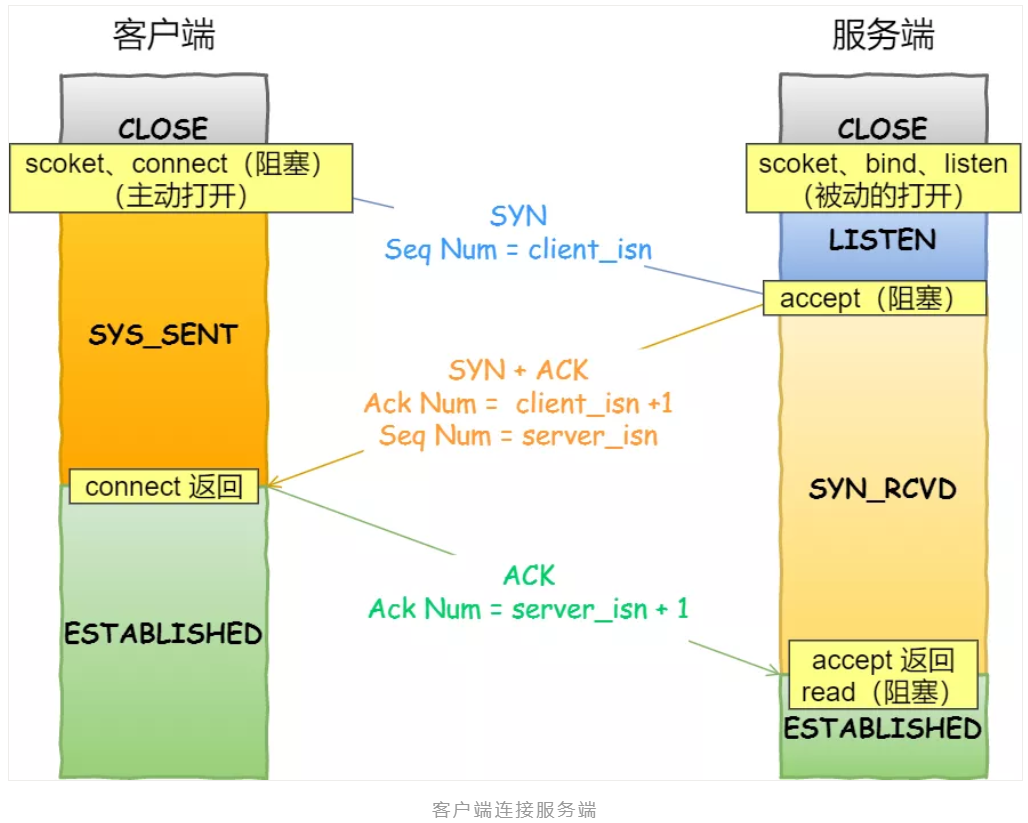 客户端
服务端
CLOSE
CLOSE
scoket、connect（阻塞）
（主动打开）
scoket、bind、listen
（被动的打开）
SYN
Seq Num = client_isn
LISTEN
accept（阻塞）
SYS_SENT
SYN + ACK
Ack Num = client_isn +1
Seq Num = server_isn
connect 返回
SYN_RCVD
ACK
Ack Num = server_isn + 1
ESTABLISHED
accept 返回
read（阻塞）
ESTABLISHED
客户端连接服务端